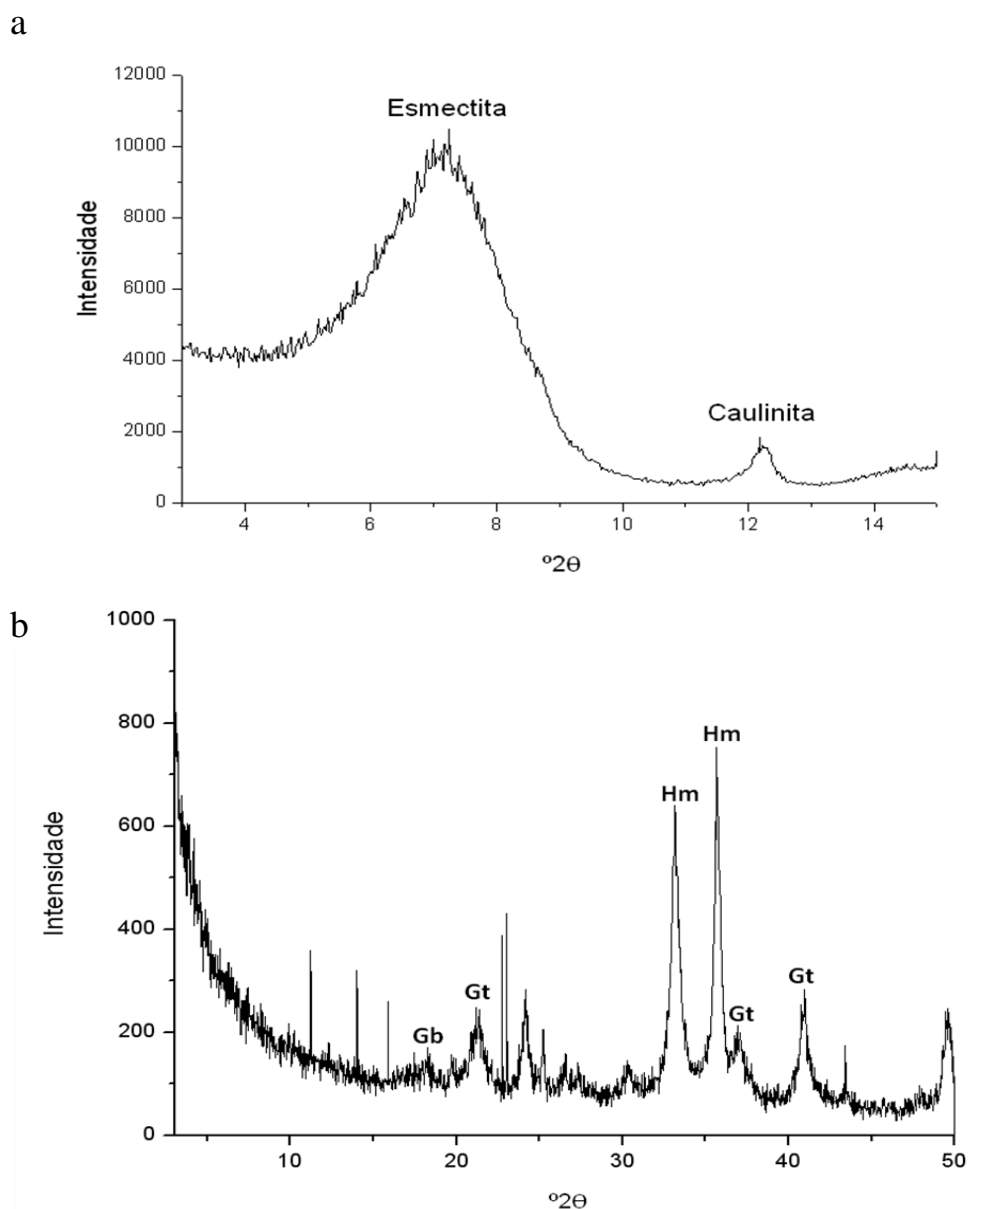 a
12000
Esmectita
10000
8000
Intensidade
6000
4000
Caulinita
2000
0
4 6 8 10 12 14
º2θ
b
1000
800
Hm
Hm
600
Intensidade
400
Gt
Gt
200
Gb
Gt
0
10 20 30 40 50
º2θ